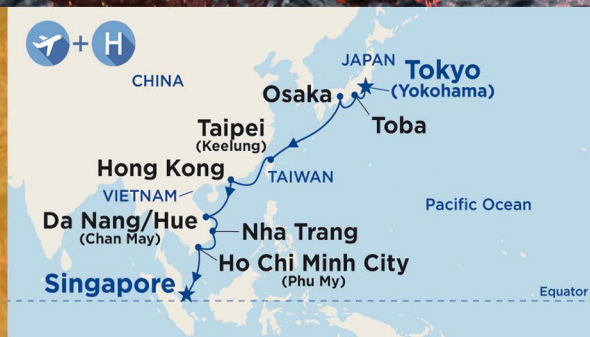 + H
CHINA
JAPAN
Tokyo
(Yokohama)
Osaka
Toba
Taipei
(Keelung)
Hong Kong
TAIWAN
VIETNAM
Pacific Ocean
Da Nang/Hue
(Chan May)
Nha Trang
Ho Chi Minh City
(Phu My)
Singapore
Equator